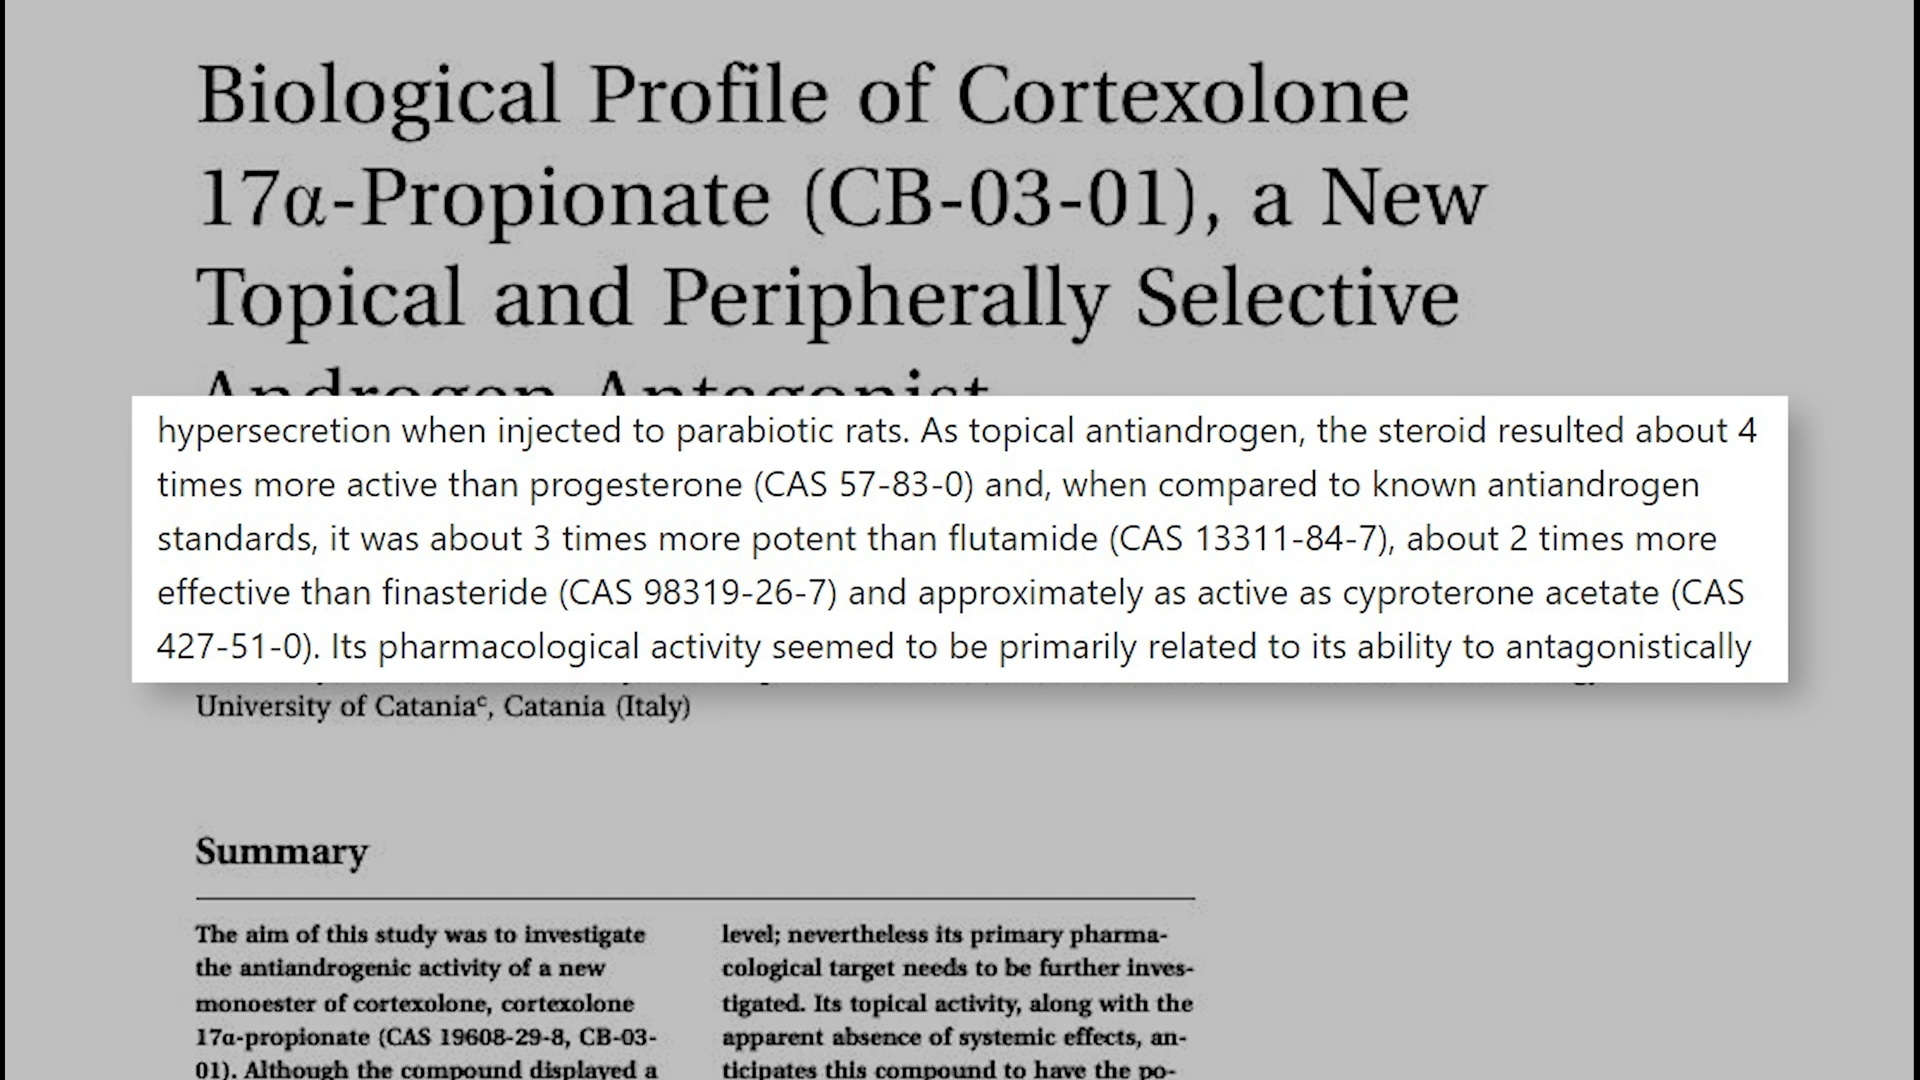 Biological Profile of Cortexolone
17α-Propionate (CB-03-01), a New
Topical and Peripherally Selective
Androgen Antagonist
hypersecretion when injected to parabiotic rats. As topical antiandrogen, the steroid resulted about 4
times more active than progesterone (CAS 57-83-0) and, when compared to known antiandrogen
standards, it was about 3 times more potent than flutamide (CAS 13311-84-7), about 2 times more
effective than finasteride (CAS 98319-26-7) and approximately as active as cyproterone acetate (CAS
427-51-0). Its pharmacological activity seemed to be primarily related to its ability to antagonistically
University of Cataniaᶜ, Catania (Italy)
Summary
The aim of this study was to investigate
the antiandrogenic activity of a new
monoester of cortexolone, cortexolone
17α-propionate (CAS 19608-29-8, CB-03-
01). Although the compound displayed a
level; nevertheless its primary pharma-
cological target needs to be further inves-
tigated. Its topical activity, along with the
apparent absence of systemic effects, an-
ticipates this compound to have the po-